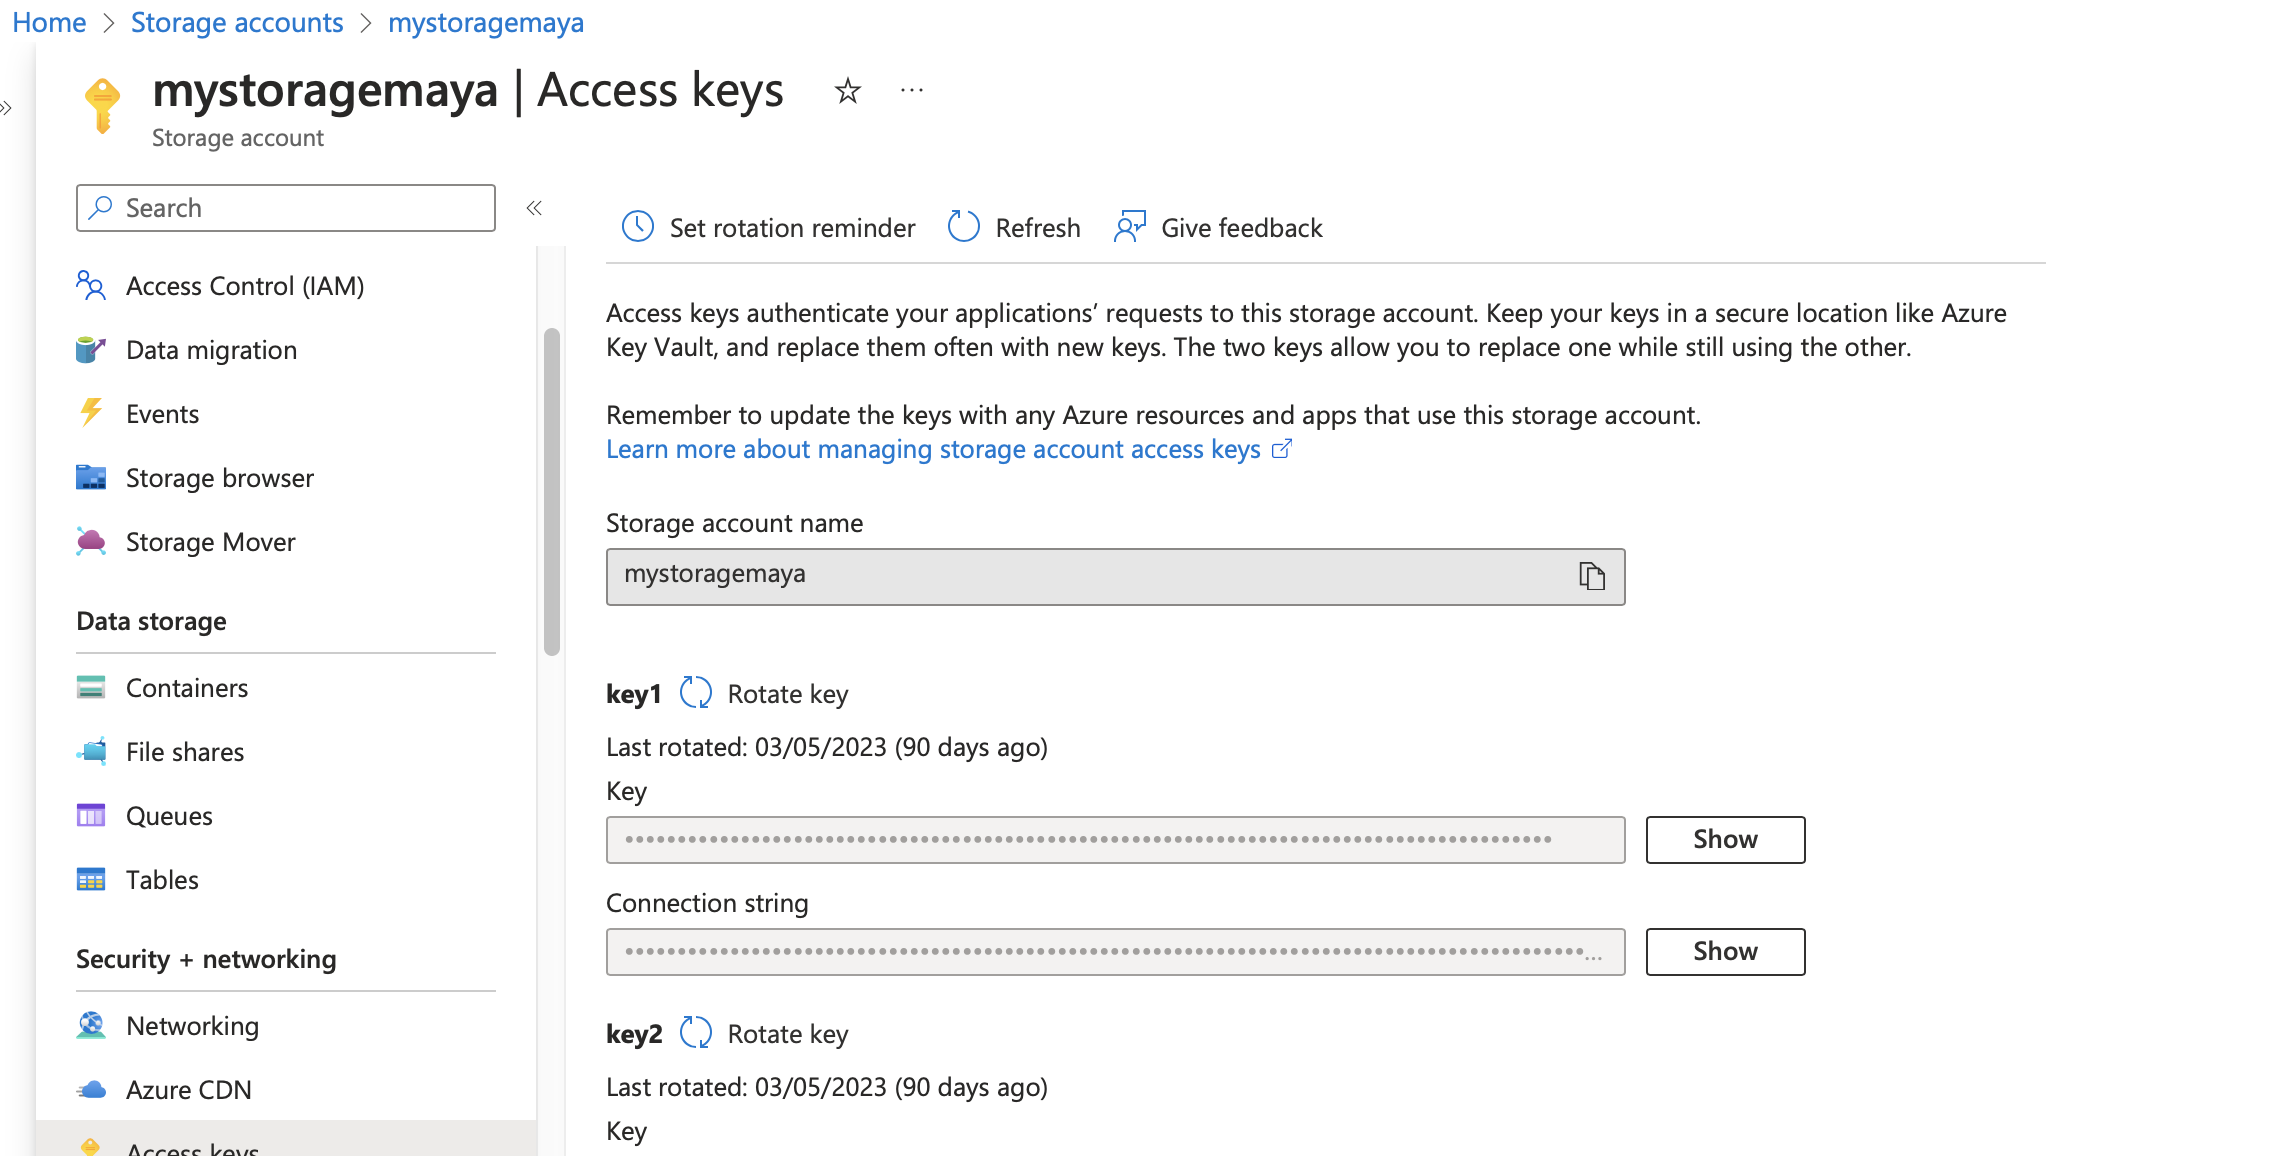 Home > Storage accounts > mystoragemaya
mystoragemaya | Access keys
Storage account
Search
Access Control (IAM)
Data migration
Events
Storage browser
Storage Mover
Data storage
Containers
File shares
Queues
Tables
Security + networking
Networking
Azure CDN
Access keys
Set rotation reminder
Refresh
Give feedback
Access keys authenticate your applications’ requests to this storage account. Keep your keys in a secure location like Azure
Key Vault, and replace them often with new keys. The two keys allow you to replace one while still using the other.
Remember to update the keys with any Azure resources and apps that use this storage account.
Learn more about managing storage account access keys
Storage account name
mystoragemaya
key1 Rotate key
Last rotated: 03/05/2023 (90 days ago)
Key
Show
Connection string
Show
key2 Rotate key
Last rotated: 03/05/2023 (90 days ago)
Key